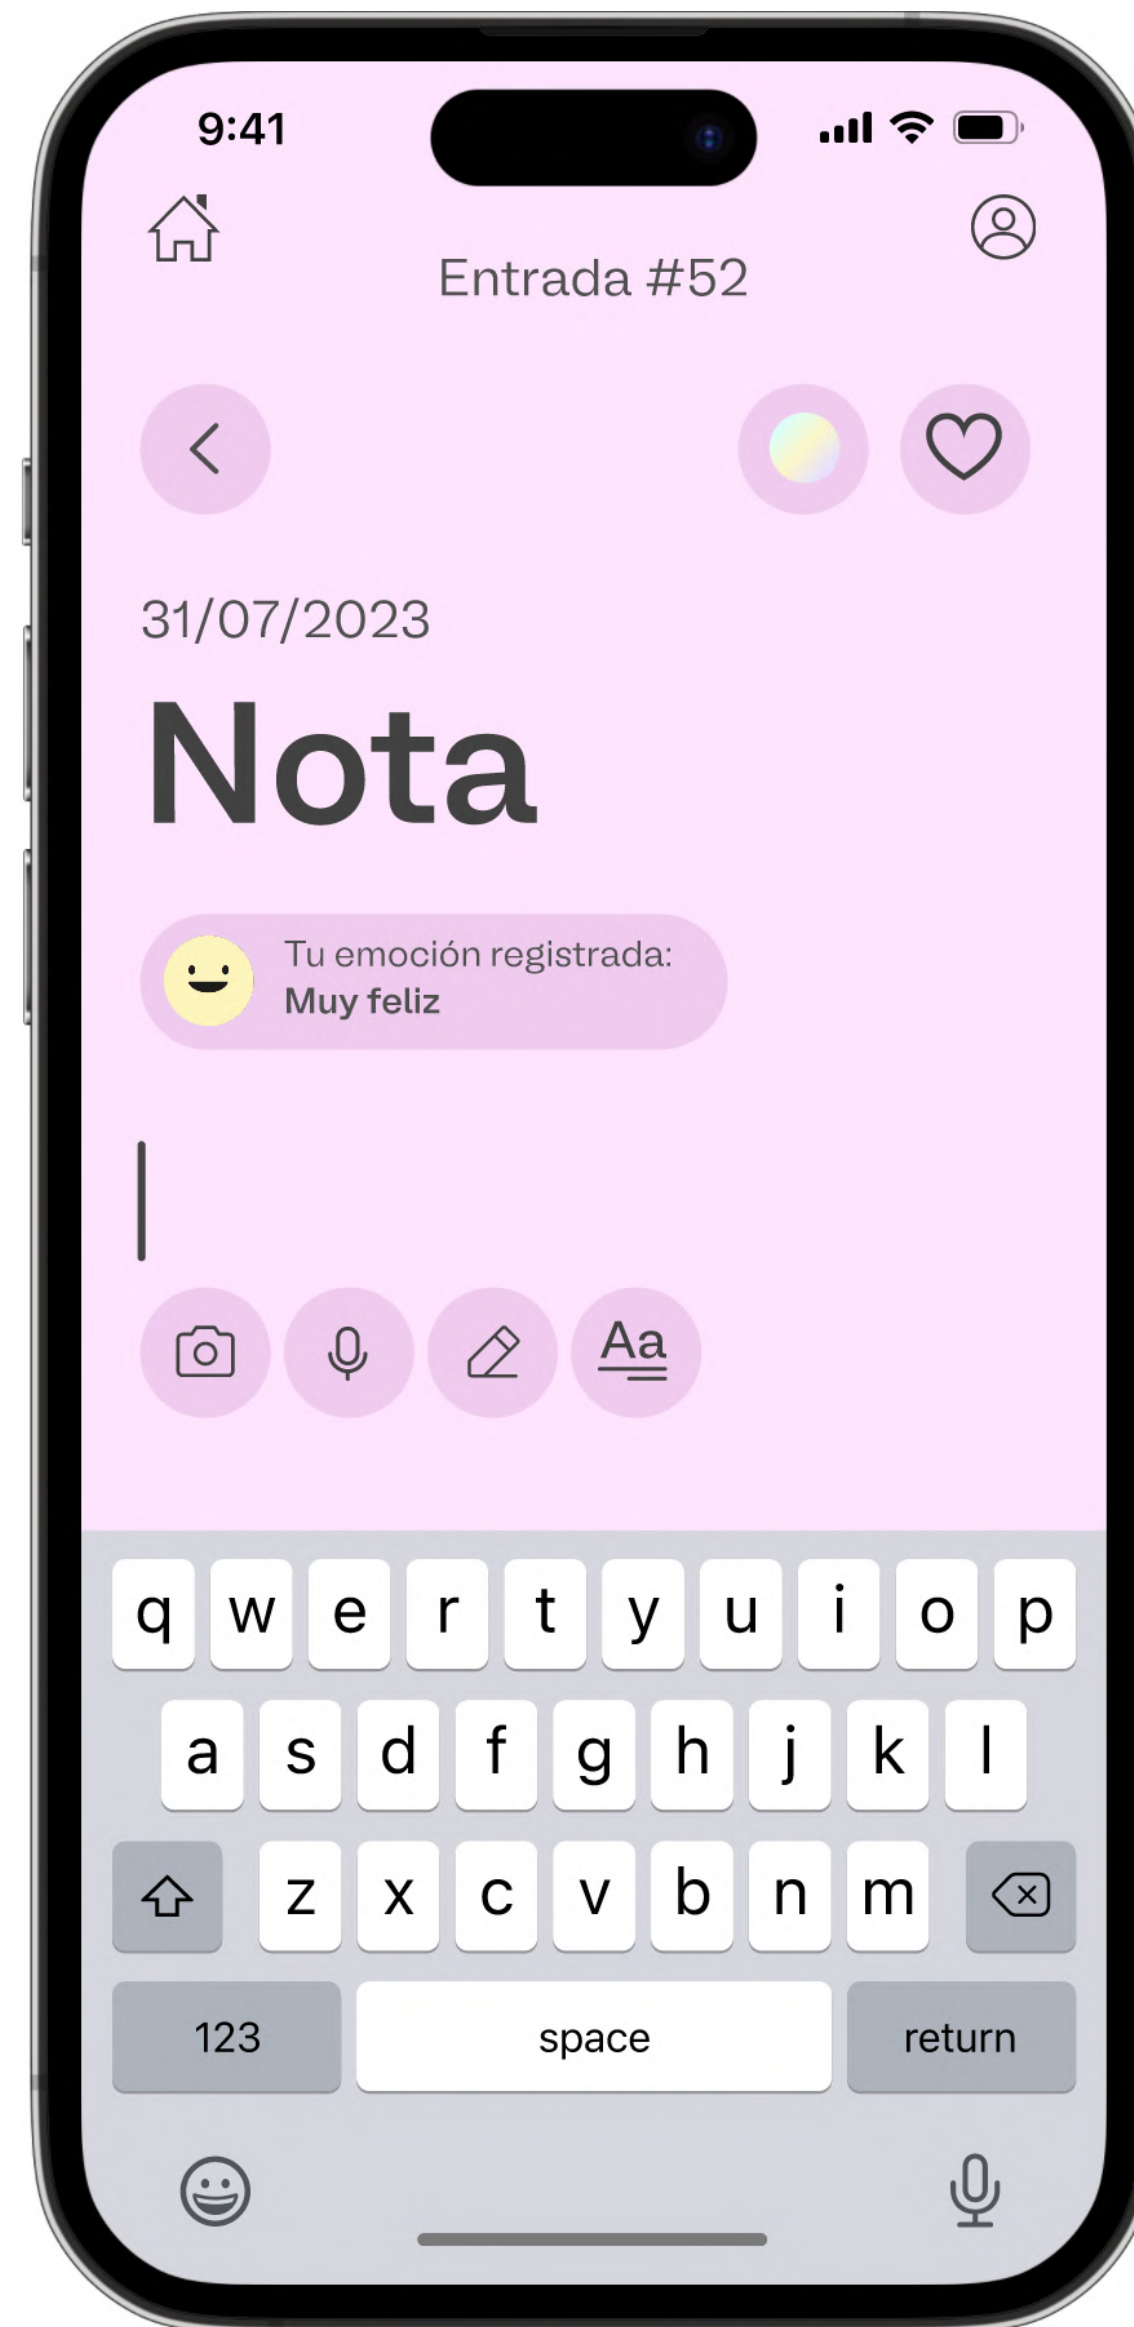 9:41
Entrada #52
31/07/2023
Nota
Tu emoción registrada:
Muy feliz
Aa
q w e r t y u i o p
a s d f g h j k l
z x c v b n m
123 space return